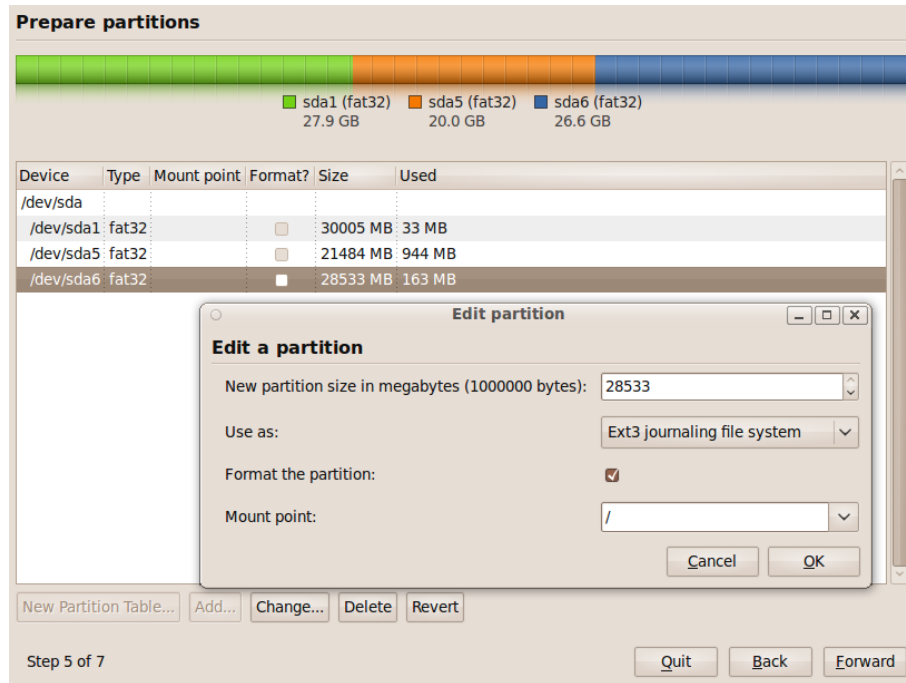 Prepare partitions
sda1 (fat32) sda5 (fat32) sda6 (fat32)
27.9 GB 20.0 GB 26.6 GB
Device Type Mount point Format? Size Used
/dev/sda
/dev/sda1 fat32 30005 MB 33 MB
/dev/sda5 fat32 21484 MB 944 MB
/dev/sda6 fat32 28533 MB 163 MB
Edit partition
Edit a partition
New partition size in megabytes (1000000 bytes): 28533
Use as: Ext3 journaling file system
Format the partition:
Mount point: /
Cancel OK
New Partition Table... Add... Change... Delete Revert
Step 5 of 7 Quit Back Forward